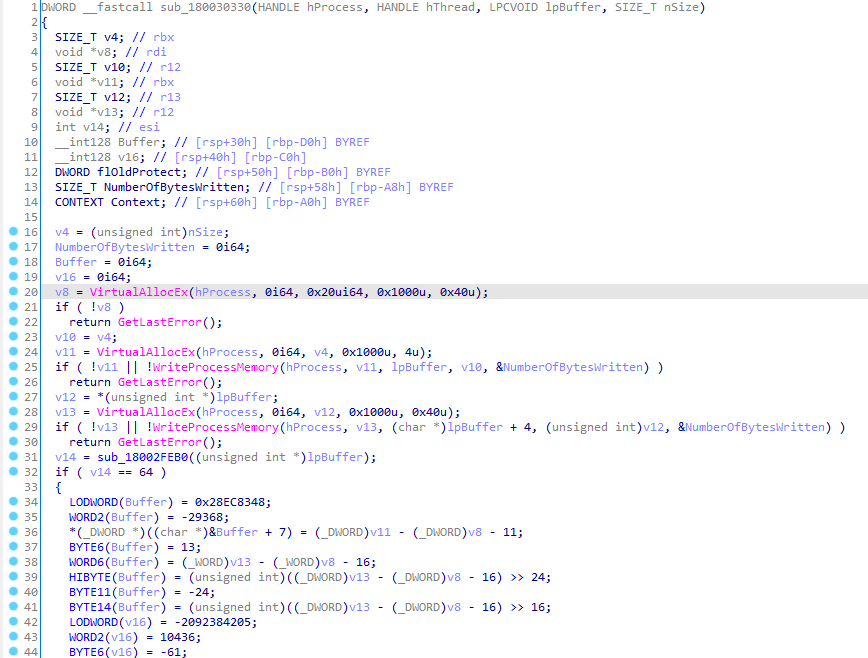 1 DWORD __fastcall sub_180030330(HANDLE hProcess, HANDLE hThread, LPCVOID lpBuffer, SIZE_T nSize)
2 {
3 SIZE_T v4; // rbx
4 void *v8; // rdi
5 SIZE_T v10; // r12
6 void *v11; // rbx
7 SIZE_T v12; // r13
8 void *v13; // r12
9 int v14; // esi
10 __int128 Buffer; // [rsp+30h] [rbp-D0h] BYREF
11 __int128 v16; // [rsp+40h] [rbp-C0h]
12 DWORD flOldProtect; // [rsp+50h] [rbp-B0h] BYREF
13 SIZE_T NumberOfBytesWritten; // [rsp+58h] [rbp-A8h] BYREF
14 CONTEXT Context; // [rsp+60h] [rbp-A0h] BYREF
15
16 v4 = (unsigned int)nSize;
17 NumberOfBytesWritten = 0i64;
18 Buffer = 0i64;
19 v16 = 0i64;
20 v8 = VirtualAllocEx(hProcess, 0i64, 0x20ui64, 0x1000u, 0x40u);
21 if ( !v8 )
22 return GetLastError();
23 v10 = v4;
24 v11 = VirtualAllocEx(hProcess, 0i64, v4, 0x1000u, 4u);
25 if ( !v11 || !WriteProcessMemory(hProcess, v11, lpBuffer, v10, &NumberOfBytesWritten) )
26 return GetLastError();
27 v12 = *(unsigned int *)lpBuffer;
28 v13 = VirtualAllocEx(hProcess, 0i64, v12, 0x1000u, 0x40u);
29 if ( !v13 || !WriteProcessMemory(hProcess, v13, (char *)lpBuffer + 4, (unsigned int)v12, &NumberOfBytesWritten) )
30 return GetLastError();
31 v14 = sub_18002FEB0((unsigned int *)lpBuffer);
32 if ( v14 == 64 )
33 {
34 LODWORD(Buffer) = 0x28EC8348;
35 WORD2(Buffer) = -29368;
36 *(_DWORD *)((char *)&Buffer + 7) = (_DWORD)v11 - (_DWORD)v8 - 11;
37 BYTE6(Buffer) = 13;
38 WORD6(Buffer) = (_WORD)v13 - (_WORD)v8 - 16;
39 HIBYTE(Buffer) = (unsigned int)((_DWORD)v13 - (_DWORD)v8 - 16) >> 24;
40 BYTE11(Buffer) = -24;
41 BYTE14(Buffer) = (unsigned int)((_DWORD)v13 - (_DWORD)v8 - 16) >> 16;
42 LODWORD(v16) = -2092384205;
43 WORD2(v16) = 10436;
44 BYTE6(v16) = -61;